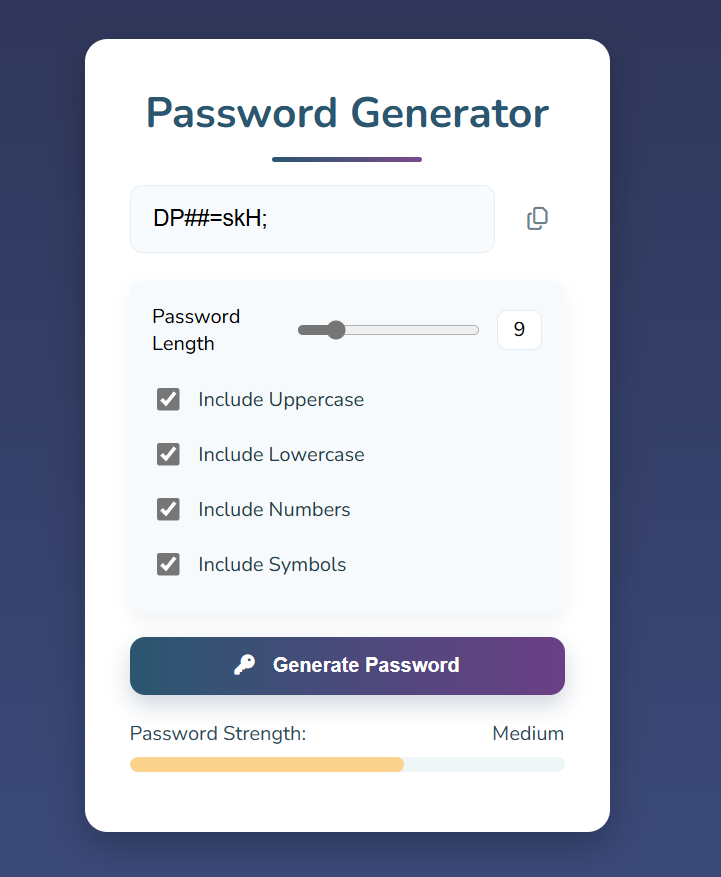 Password Generator
DP##=skH;
Password
Length
9
Include Uppercase
Include Lowercase
Include Numbers
Include Symbols
Generate Password
Password Strength: Medium